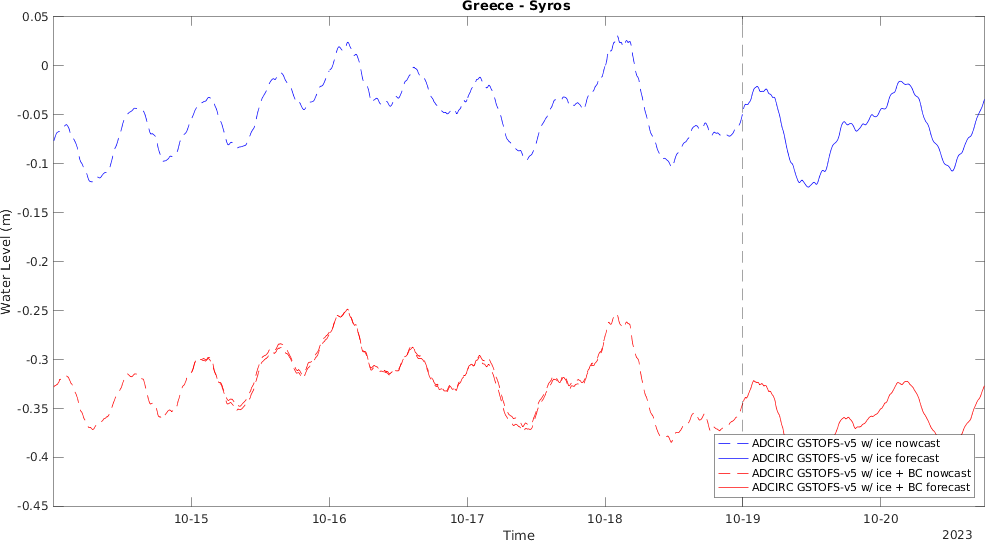 Greece - Syros
0.05
0
-0.05
-0.1
-0.15
-0.2
-0.25
-0.3
-0.35
-0.4
-0.45
Water Level (m)
ADCIRC GSTOFS-v5 w/ ice nowcast
ADCIRC GSTOFS-v5 w/ ice forecast
ADCIRC GSTOFS-v5 w/ ice + BC nowcast
ADCIRC GSTOFS-v5 w/ ice + BC forecast
10-15 10-16 10-17 10-18 10-19 10-20
Time
2023